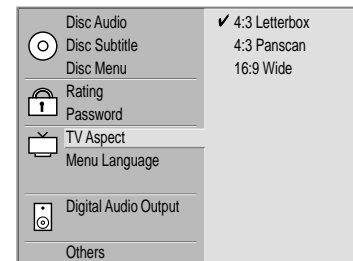 Disc Audio
Disc Subtitle
Disc Menu
Rating
Password
TV Aspect
Menu Language
Digital Audio Output
Others
✔ 4:3 Letterbox
4:3 Panscan
16:9 Wide